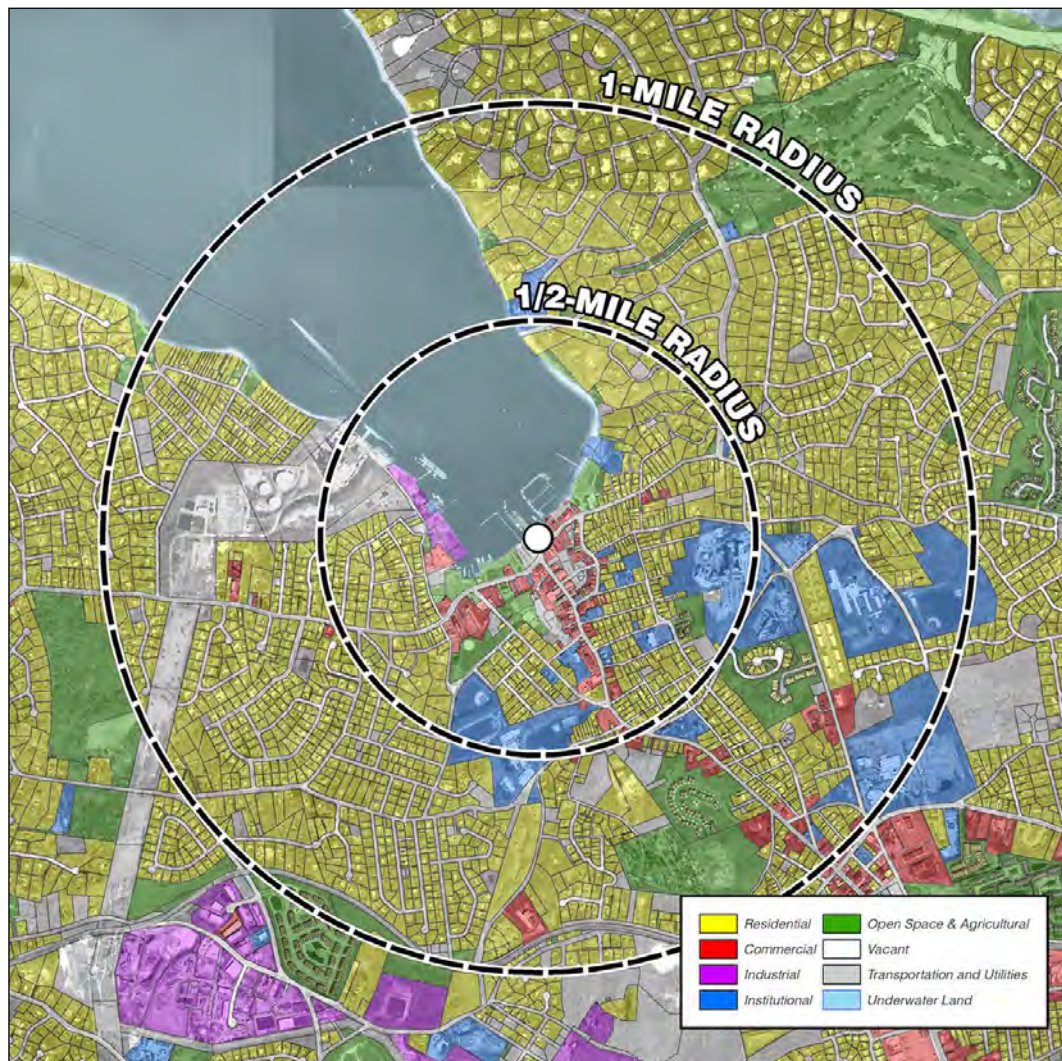 1-MILE RADIUS
1/2-MILE RADIUS
Residential
Commercial
Industrial
Institutional
Open Space & Agricultural
Vacant
Transportation and Utilities
Underwater Land